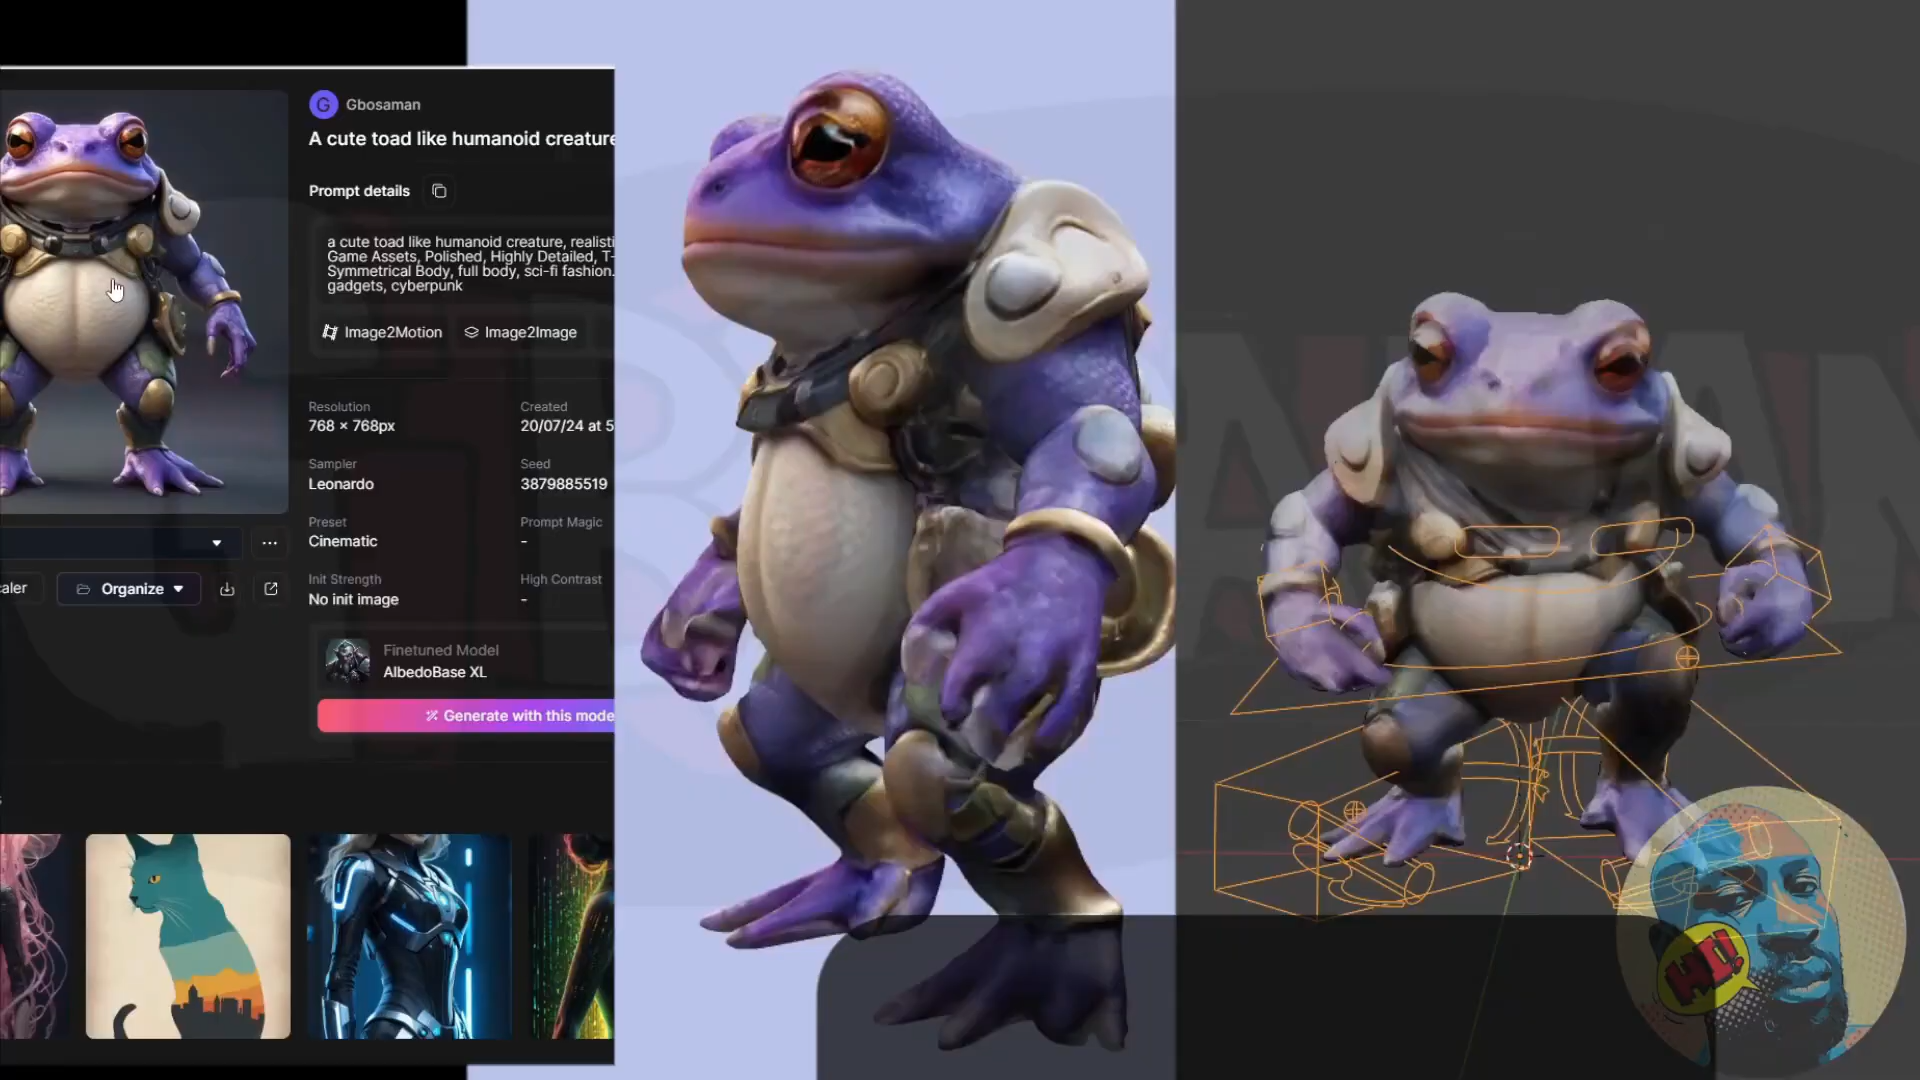 G Gbosaman
A cute toad like humanoid creature
Prompt details
a cute toad like humanoid creature, realisti
Game Assets, Polished, Highly Detailed, T-
Symmetrical Body, full body, sci-fi fashion.
gadgets, cyberpunk
Image2Motion Image2Image
Resolution Created
768 × 768px 20/07/24 at 5
Sampler Seed
Leonardo 3879885519
Preset Prompt Magic
Cinematic -
Init Strength High Contrast
No init image -
caler Organize
Finetuned Model
AlbedoBase XL
Generate with this mode
HI!